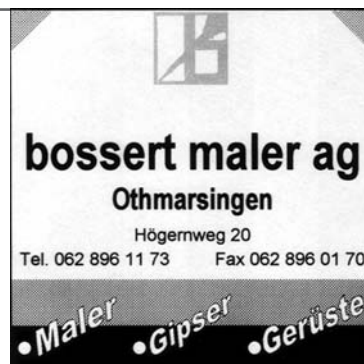 bossert maler ag
Othmarsingen
Högernweg 20
Tel. 062 896 11 73 Fax 062 896 01 70
•Maler •Gipser •Gerüste